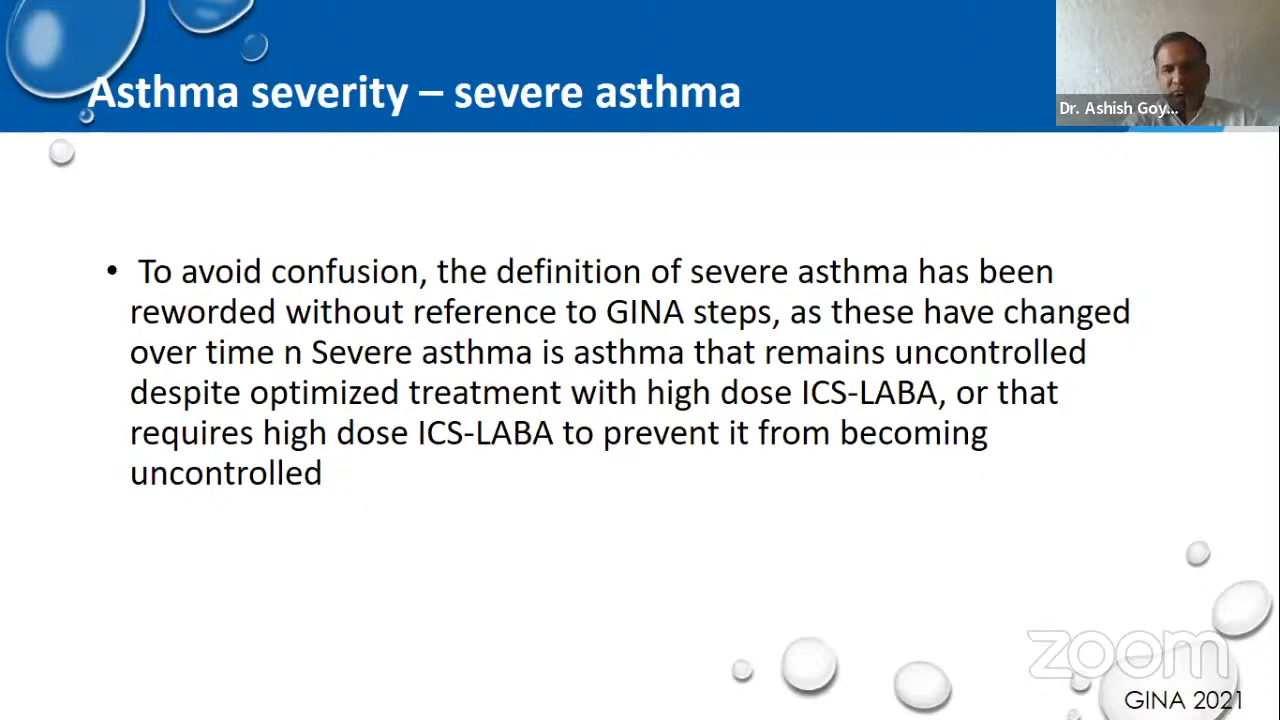 Asthma severity – severe asthma
Dr. Ashish Goy...
• To avoid confusion, the definition of severe asthma has been
reworded without reference to GINA steps, as these have changed
over time n Severe asthma is asthma that remains uncontrolled
despite optimized treatment with high dose ICS-LABA, or that
requires high dose ICS-LABA to prevent it from becoming
uncontrolled
zoom
GINA 2021